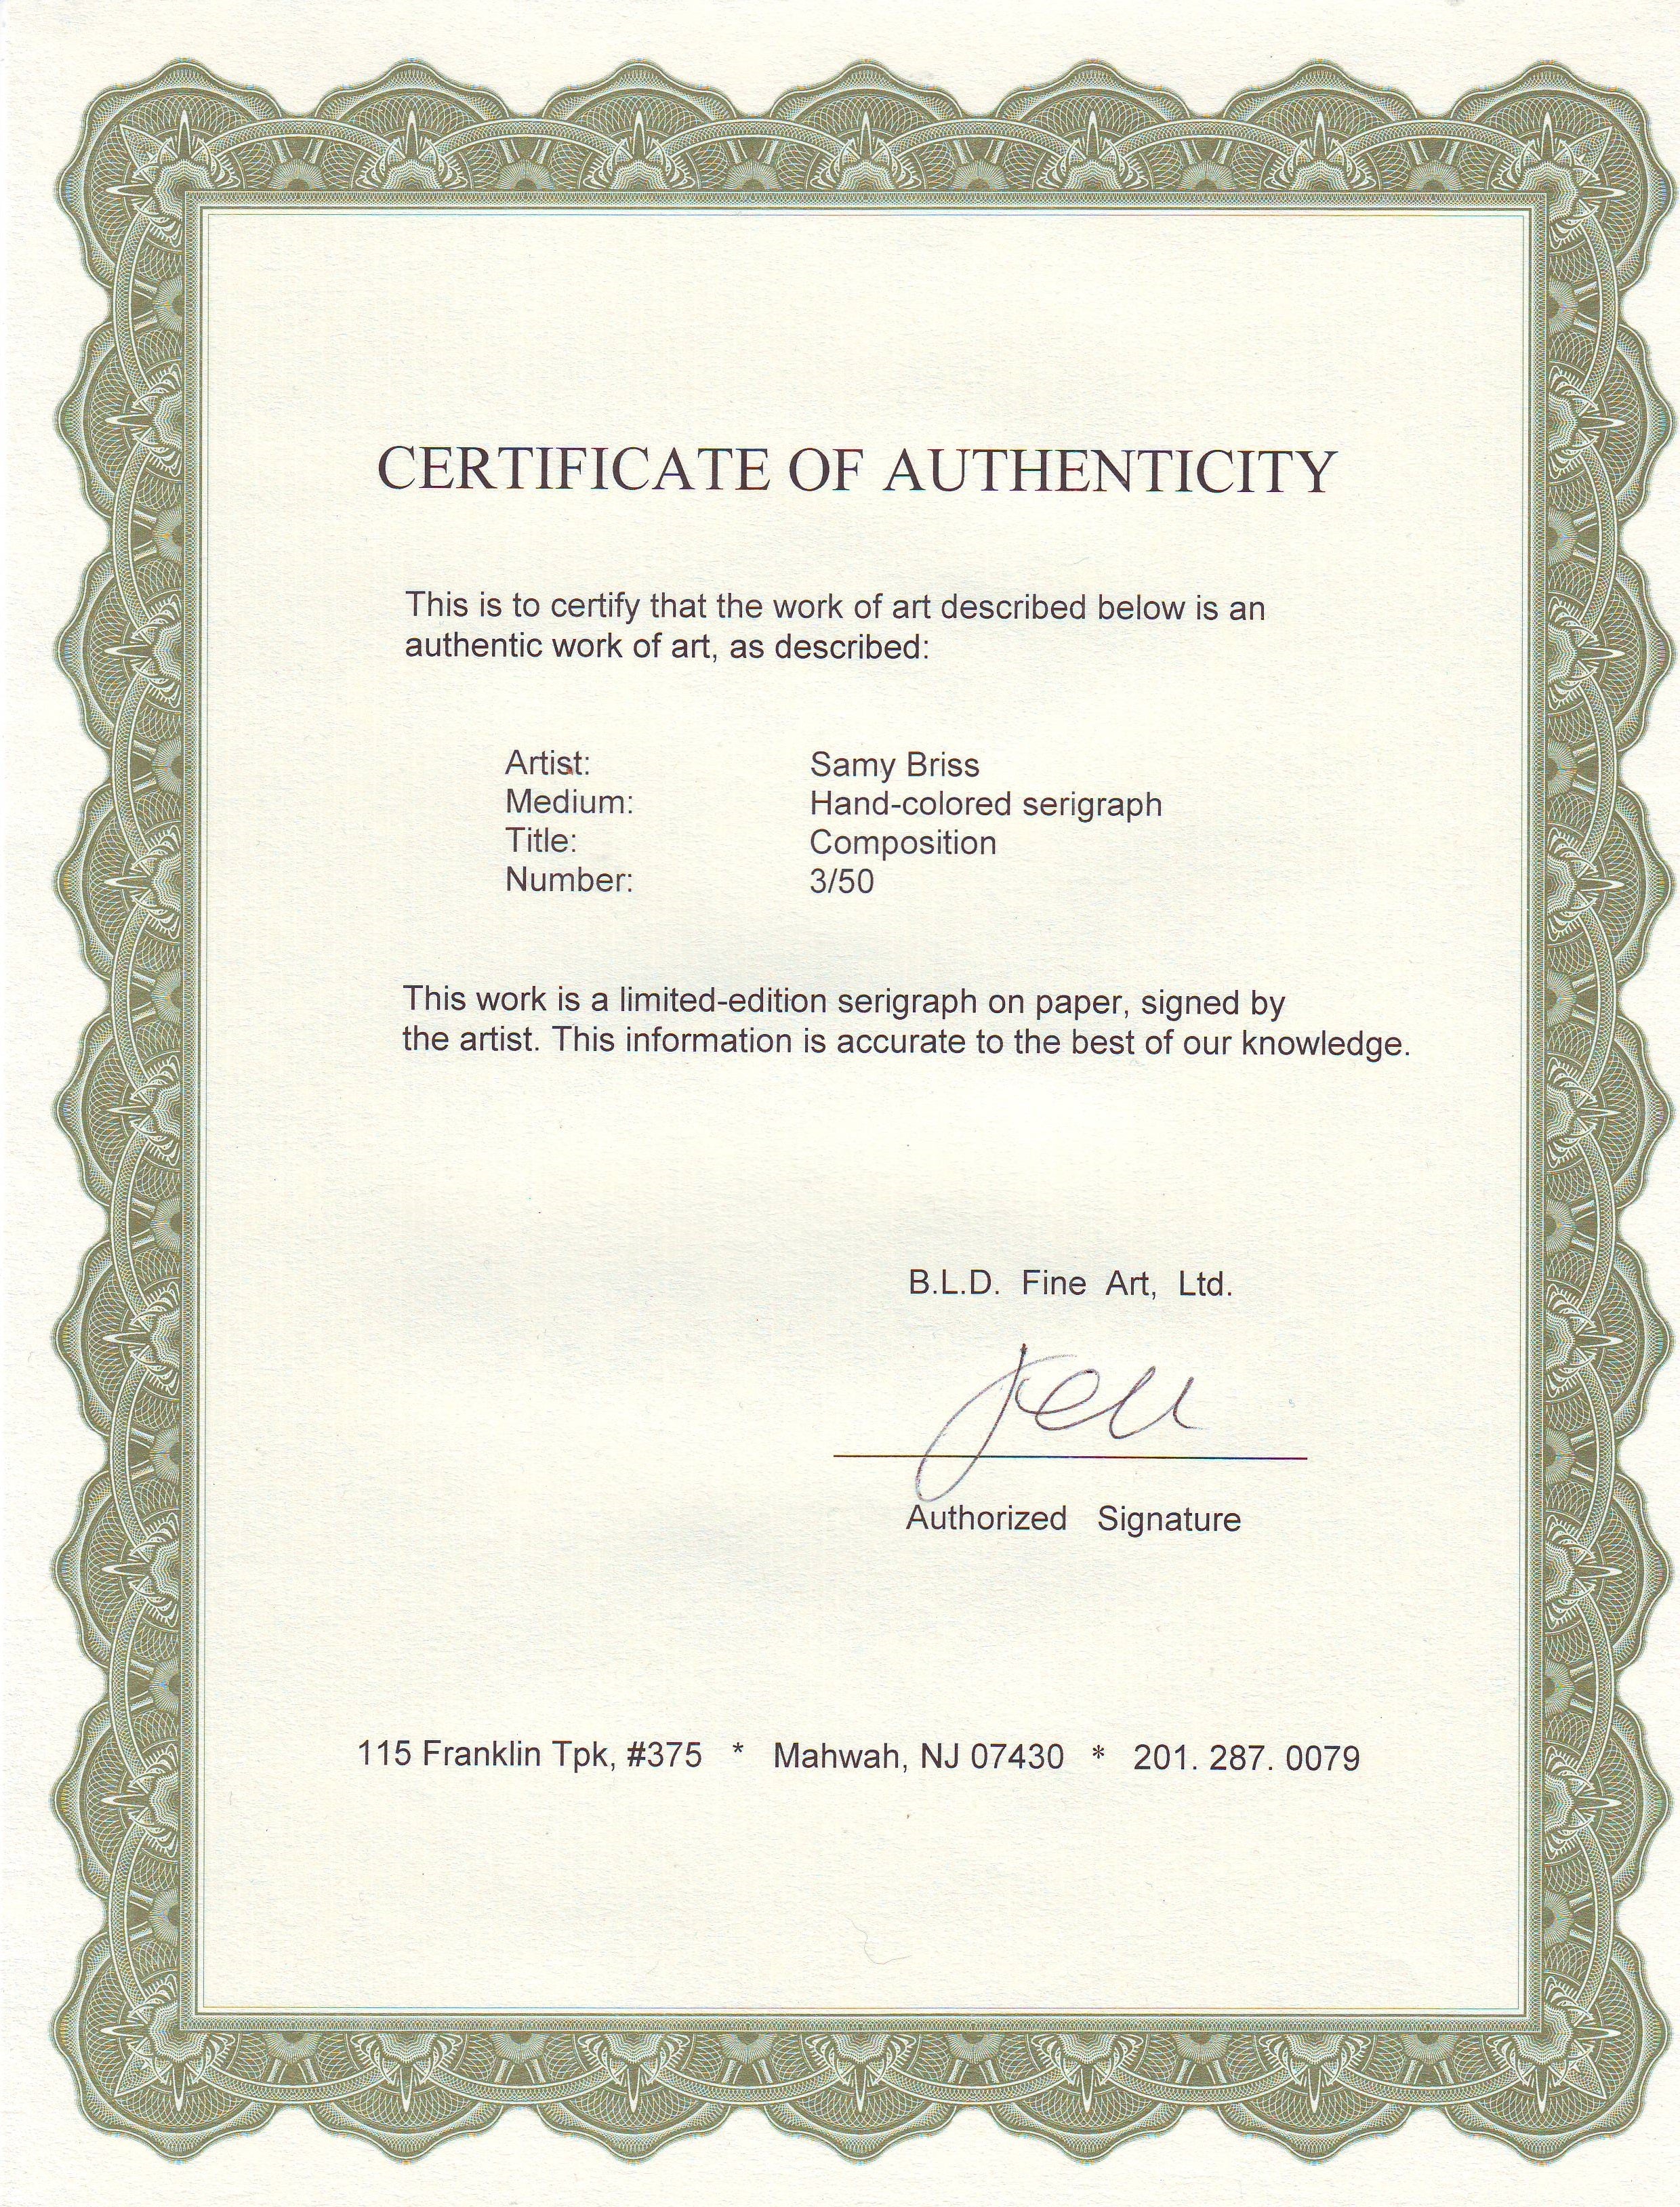 CERTIFICATE OF AUTHENTICITY
This is to certify that the work of art described below is an
authentic work of art, as described:
Artist: Samy Briss
Medium: Hand-colored serigraph
Title: Composition
Number: 3/50
This work is a limited-edition serigraph on paper, signed by
the artist. This information is accurate to the best of our knowledge.
B.L.D. Fine Art, Ltd.
Authorized Signature
115 Franklin Tpk, #375 * Mahwah, NJ 07430 * 201. 287. 0079